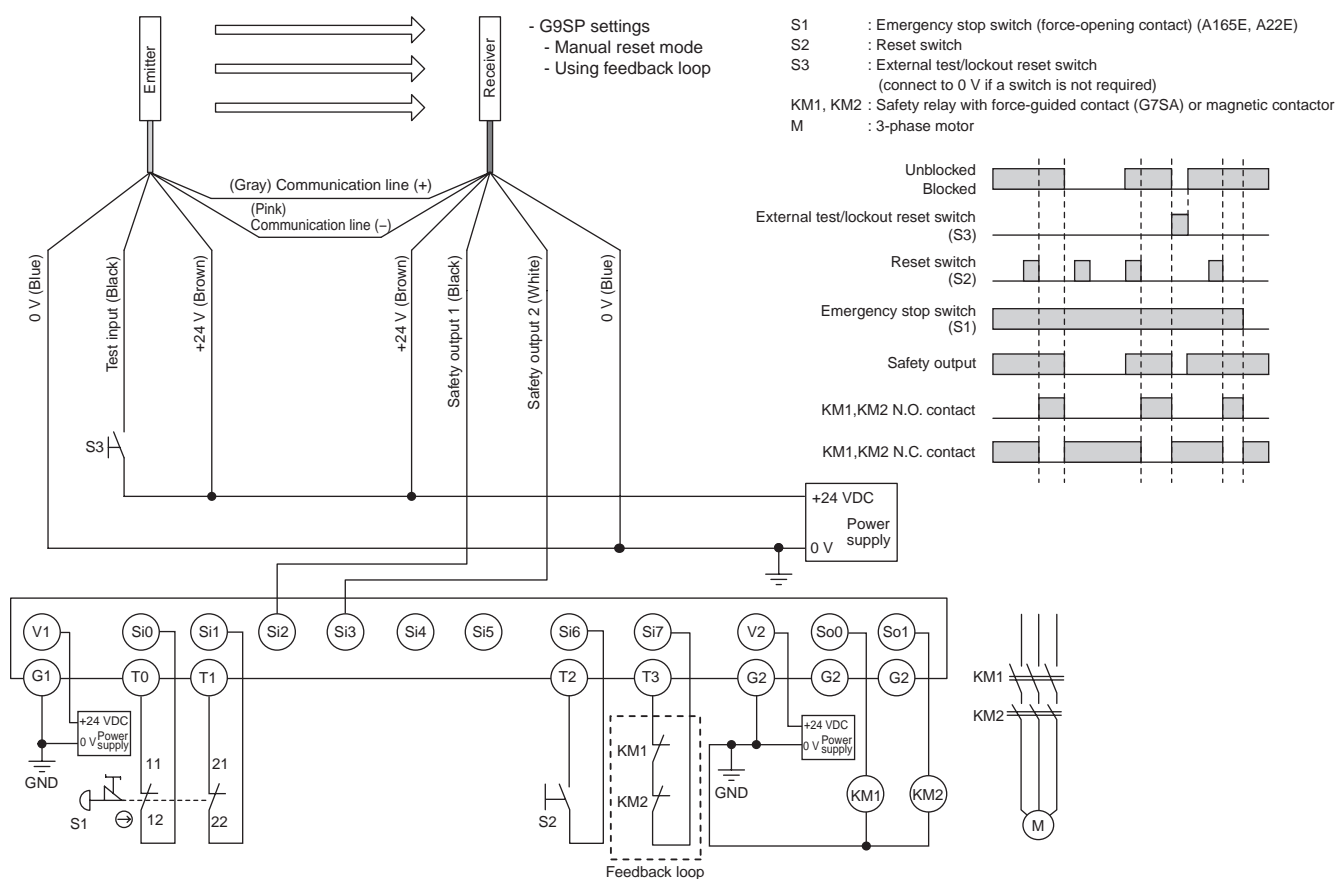 Emitter
Receiver
- G9SP settings
- Manual reset mode
- Using feedback loop
S1 : Emergency stop switch (force-opening contact) (A165E, A22E)
S2 : Reset switch
S3 : External test/lockout reset switch
(connect to 0 V if a switch is not required)
KM1, KM2 : Safety relay with force-guided contact (G7SA) or magnetic contactor
M : 3-phase motor
(Gray) Communication line (+)
(Pink)
Communication line (–)
0 V (Blue)
Test input (Black)
+24 V (Brown)
+24 V (Brown)
Safety output 1 (Black)
Safety output 2 (White)
0 V (Blue)
S3
Unblocked
Blocked
External test/lockout reset switch
(S3)
Reset switch
(S2)
Emergency stop switch
(S1)
Safety output
KM1,KM2 N.O. contact
KM1,KM2 N.C. contact
+24 VDC
Power
supply
0 V
V1 Si0 Si1 Si2 Si3 Si4 Si5 Si6 Si7 V2 So0 So1
G1 T0 T1 T2 T3 G2 G2 G2
+24 VDC
Power
0 V supply
GND
11
12
21
22
S1
S2
KM1
KM2
Feedback loop
+24 VDC
Power
0 V supply
GND
KM1
KM2
KM1
KM2
M